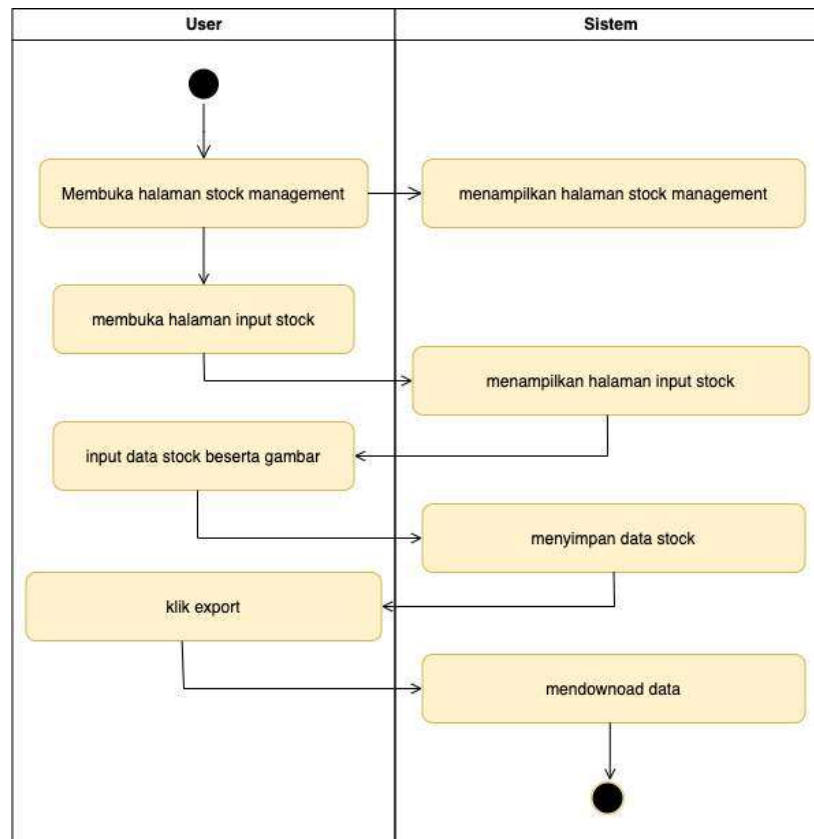 User
Sistem
Membuka halaman stock management
menampilkan halaman stock management
membuka halaman input stock
menampilkan halaman input stock
input data stock beserta gambar
menyimpan data stock
klik export
mendownoad data